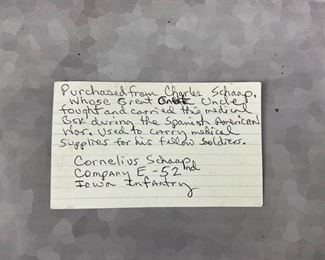 Purchased from Charles Schaap.
Whose Great Great Uncle
fought and carried this medical
Box during the Spanish American
War. Used to carry medical
supplies for his fellow soldiers.
Cornelius Schaap
Company E - 52nd
Iowa Infantry